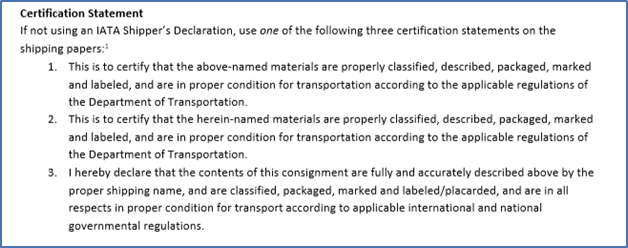 Certification Statement
If not using an IATA Shipper's Declaration, use one of the following three certification statements on the
shipping papers:¹
1. This is to certify that the above-named materials are properly classified, described, packaged, marked
and labeled, and are in proper condition for transportation according to the applicable regulations of
the Department of Transportation.
2. This is to certify that the herein-named materials are properly classified, described, packaged, marked
and labeled, and are in proper condition for transportation according to the applicable regulations of
the Department of Transportation.
3. I hereby declare that the contents of this consignment are fully and accurately described above by the
proper shipping name, and are classified, packaged, marked and labeled/placarded, and are in all
respects in proper condition for transport according to applicable international and national
governmental regulations.